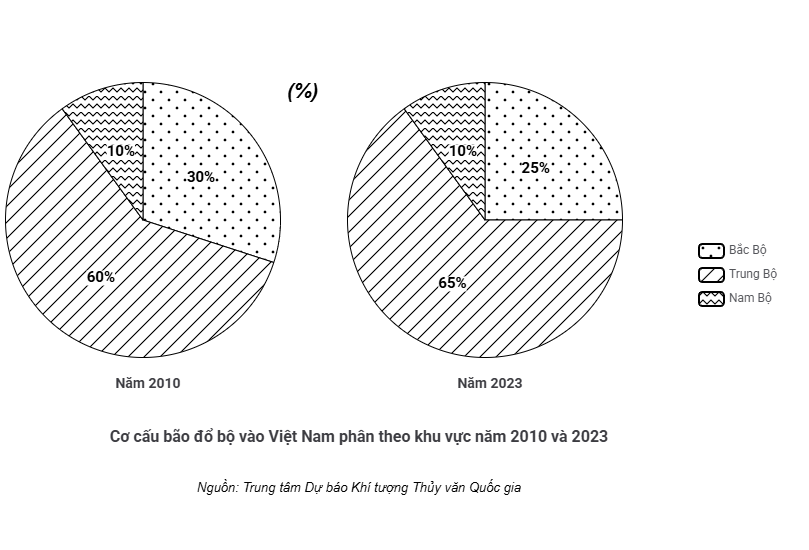 (%)
10%
30%
60%
10%
25%
65%
Bắc Bộ
Trung Bộ
Nam Bộ
Năm 2010
Năm 2023
Cơ cấu bão đổ bộ vào Việt Nam phân theo khu vực năm 2010 và 2023
Nguồn: Trung tâm Dự báo Khí tượng Thủy văn Quốc gia